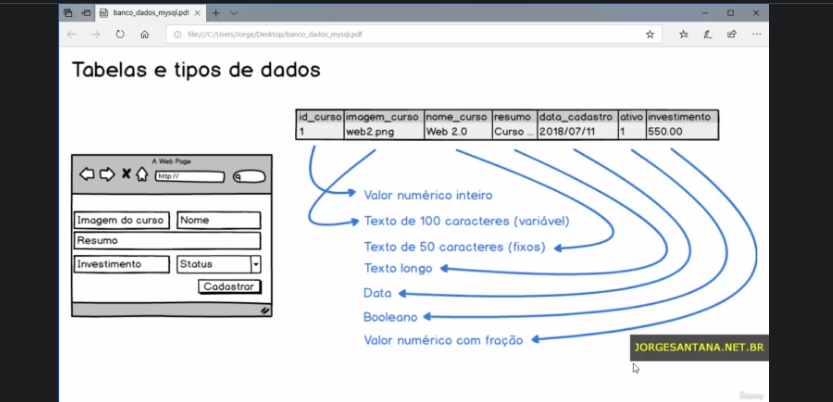 banco_dados_mysql.pdf
file:///C:/Users/Jorge/Desktop/banco_dados_mysql.pdf
Tabelas e tipos de dados
id_curso imagem_curso nome_curso resumo data_cadastro ativo investimento
1 web2.png Web 2.0 Curso ... 2018/07/11 1 550.00
A Web Page
http://
Imagem do curso Nome
Resumo
Investimento Status
Cadastrar
Valor numérico inteiro
Texto de 100 caracteres (variável)
Texto de 50 caracteres (fixos)
Texto longo
Data
Booleano
Valor numérico com fração
JORGESANTANA.NET.BR
Udemy